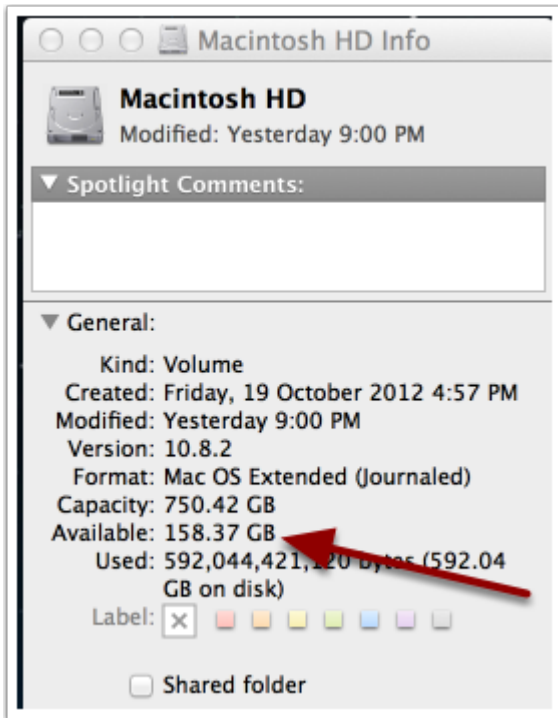 Macintosh HD Info
Macintosh HD
Modified: Yesterday 9:00 PM
Spotlight Comments:
General:
Kind: Volume
Created: Friday, 19 October 2012 4:57 PM
Modified: Yesterday 9:00 PM
Version: 10.8.2
Format: Mac OS Extended (Journaled)
Capacity: 750.42 GB
Available: 158.37 GB
Used: 592,044,421,120 bytes (592.04
GB on disk)
Label:
Shared folder